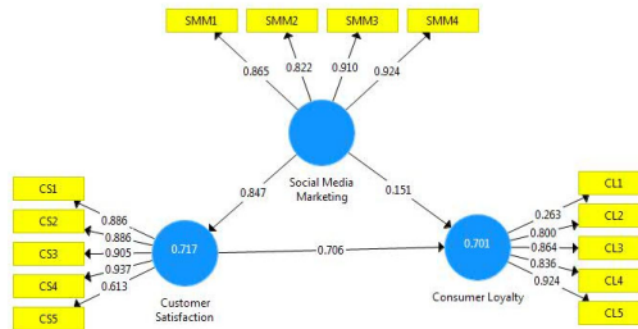 SMM1 SMM2 SMM3 SMM4
0.865 0.822 0.910 0.924
Social Media
Marketing
0.847 0.151
CS1
CS2
CS3
CS4
CS5
0.886
0.886
0.905
0.937
0.613
0.717
Customer
Satisfaction
0.706
0.701
Consumer Loyalty
0.263
0.800
0.864
0.836
0.924
CL1
CL2
CL3
CL4
CL5